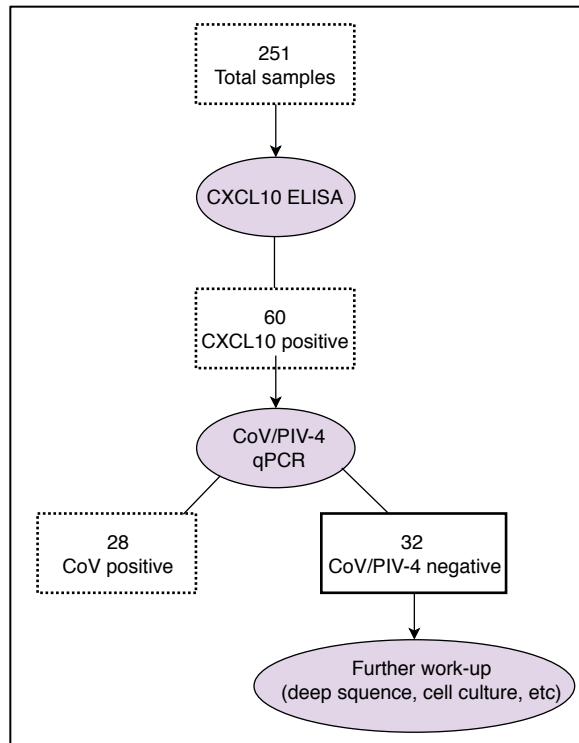 251
Total samples
CXCL10 ELISA
60
CXCL10 positive
CoV/PIV-4
qPCR
28
CoV positive
32
CoV/PIV-4 negative
Further work-up
(deep squence, cell culture, etc)